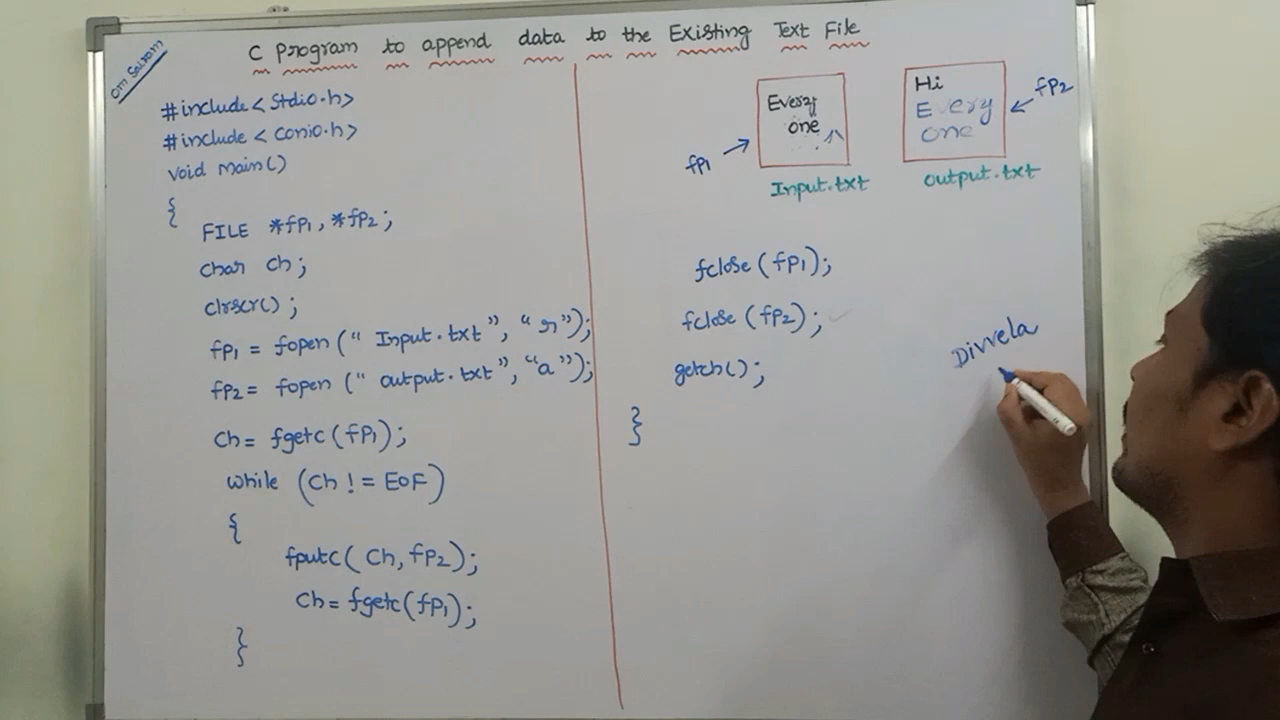 Om Sairam
C program to append data to the Existing Text File
#include < Stdio.h>
#include < Conio.h>
Void Main()
{
FILE *fp1, *fp2;
Char Ch;
Clrscr();
fp1 = fopen (" Input.txt", "r");
fp2 = fopen (" output.txt", "a");
Ch = fgetc (fp1);
While (Ch != EOF)
{
fputc( Ch, fp2);
Ch = fgetc(fp1);
}
Every
one
fp1
Input.txt
Hi
Every
one
fp2
output.txt
fclose (fp1);
fclose (fp2);
getch();
}
Divvela